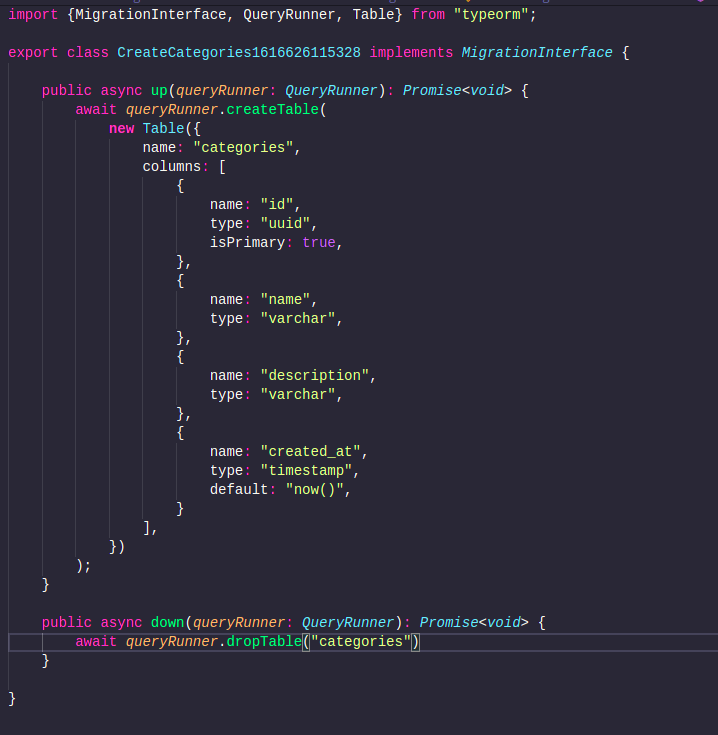 import {MigrationInterface, QueryRunner, Table} from "typeorm";
export class CreateCategories1616626115328 implements MigrationInterface {
public async up(queryRunner: QueryRunner): Promise<void> {
await queryRunner.createTable(
new Table({
name: "categories",
columns: [
{
name: "id",
type: "uuid",
isPrimary: true,
},
{
name: "name",
type: "varchar",
},
{
name: "description",
type: "varchar",
},
{
name: "created_at",
type: "timestamp",
default: "now()",
}
],
})
);
}
public async down(queryRunner: QueryRunner): Promise<void> {
await queryRunner.dropTable("categories")
}
}